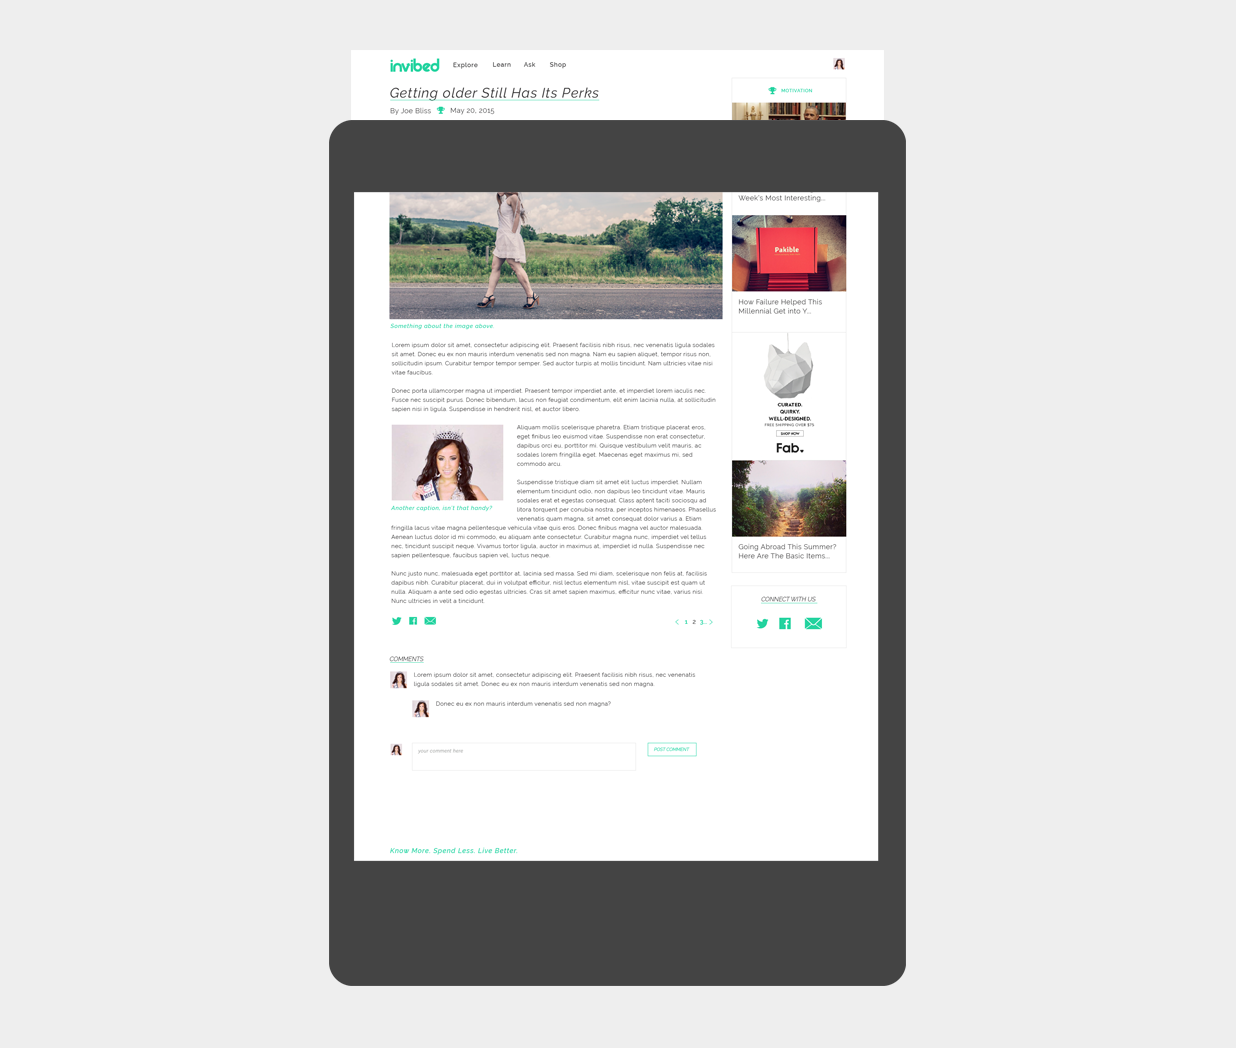 invibed
Explore
Learn
Ask
Shop
Getting older Still Has Its Perks
By Joe Bliss
May 20, 2015
MOTIVATION
Something about the image above.
Lorem ipsum dolor sit amet, consectetur adipiscing elit. Praesent facilisis nibh risus, nec venenatis ligula sodales
sit amet. Donec eu ex non mauris interdum venenatis sed non magna. Nam eu sapien aliquet, tempor risus non,
sollicitudin ipsum. Curabitur tempor tempor semper. Sed auctor turpis at mollis tincidunt. Nam ultricies vitae nisi
vitae faucibus.
Donec porta ullamcorper magna ut imperdiet. Praesent tempor imperdiet ante, et imperdiet lorem iaculis nec.
Fusce nec suscipit purus. Donec bibendum, lacus non feugiat condimentum, elit enim lacinia nulla, at sollicitudin
sapien nisi in ligula. Suspendisse in hendrerit nisl, et auctor libero.
Aliquam mollis scelerisque pharetra. Etiam tristique placerat eros,
eget finibus leo euismod vitae. Suspendisse non erat consectetur,
dapibus orci eu, porttitor mi. Quisque vestibulum velit mauris, ac
sodales lorem fringilla eget. Maecenas eget maximus mi, sed
commodo arcu.
Another caption, isn't that handy?
Suspendisse tristique diam sit amet elit luctus imperdiet. Nullam
elementum tincidunt odio, non dapibus leo tincidunt vitae. Mauris
sodales erat et egestas consequat. Class aptent taciti sociosqu ad
litora torquent per conubia nostra, per inceptos himenaeos. Phasellus
venenatis quam magna, sit amet consequat dolor varius a. Etiam
fringilla lacus vitae magna pellentesque vehicula vitae quis eros. Donec finibus magna vel auctor malesuada.
Aenean luctus dolor id mi commodo, eu aliquam ante consectetur. Curabitur magna nunc, imperdiet vel tellus
nec, tincidunt suscipit neque. Vivamus tortor ligula, auctor in maximus at, imperdiet id nulla. Suspendisse nec
sapien pellentesque, faucibus sapien vel, luctus neque.
Nunc justo nunc, malesuada eget porttitor at, lacinia sed massa. Sed mi diam, scelerisque non felis at, facilisis
dapibus nibh. Curabitur placerat, dui in volutpat efficitur, nisl lectus elementum nisl, vitae suscipit est quam ut
nulla. Aliquam a ante sed odio egestas ultricies. Cras sit amet sapien maximus, efficitur nunc vitae, varius nisi.
Nunc ultricies in velit a tincidunt.
< 1 2 3.. >
COMMENTS
Lorem ipsum dolor sit amet, consectetur adipiscing elit. Praesent facilisis nibh risus, nec venenatis
ligula sodales sit amet. Donec eu ex non mauris interdum venenatis sed non magna.
Donec eu ex non mauris interdum venenatis sed non magna?
your comment here
POST COMMENT
Know More. Spend Less. Live Better.
Week's Most Interesting...
Pakible
How Failure Helped This
Millennial Get into Y...
CURATED.
QUIRKY.
WELL-DESIGNED.
FREE SHIPPING OVER $75
SHOP NOW
Fab
Going Abroad This Summer?
Here Are The Basic Items...
CONNECT WITH US